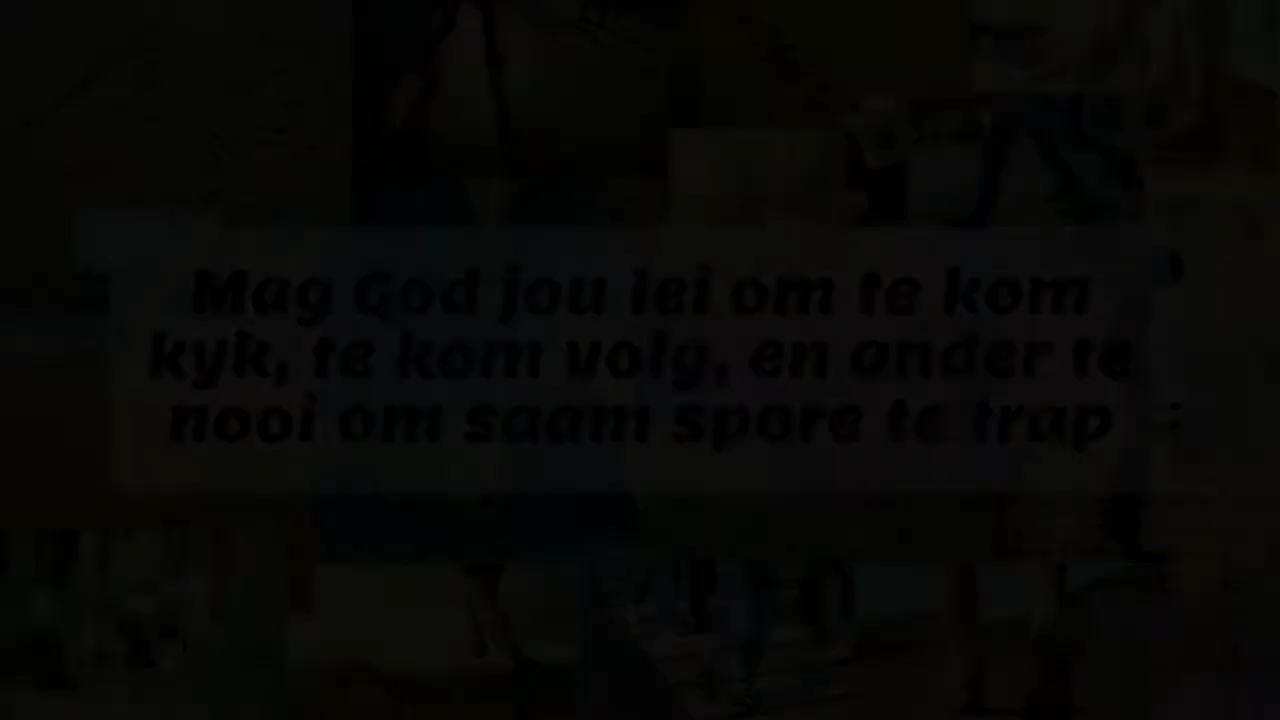 Mag God jou lei om te kom
kyk, te kom volg, en ander te
nooi om saam spore te trap